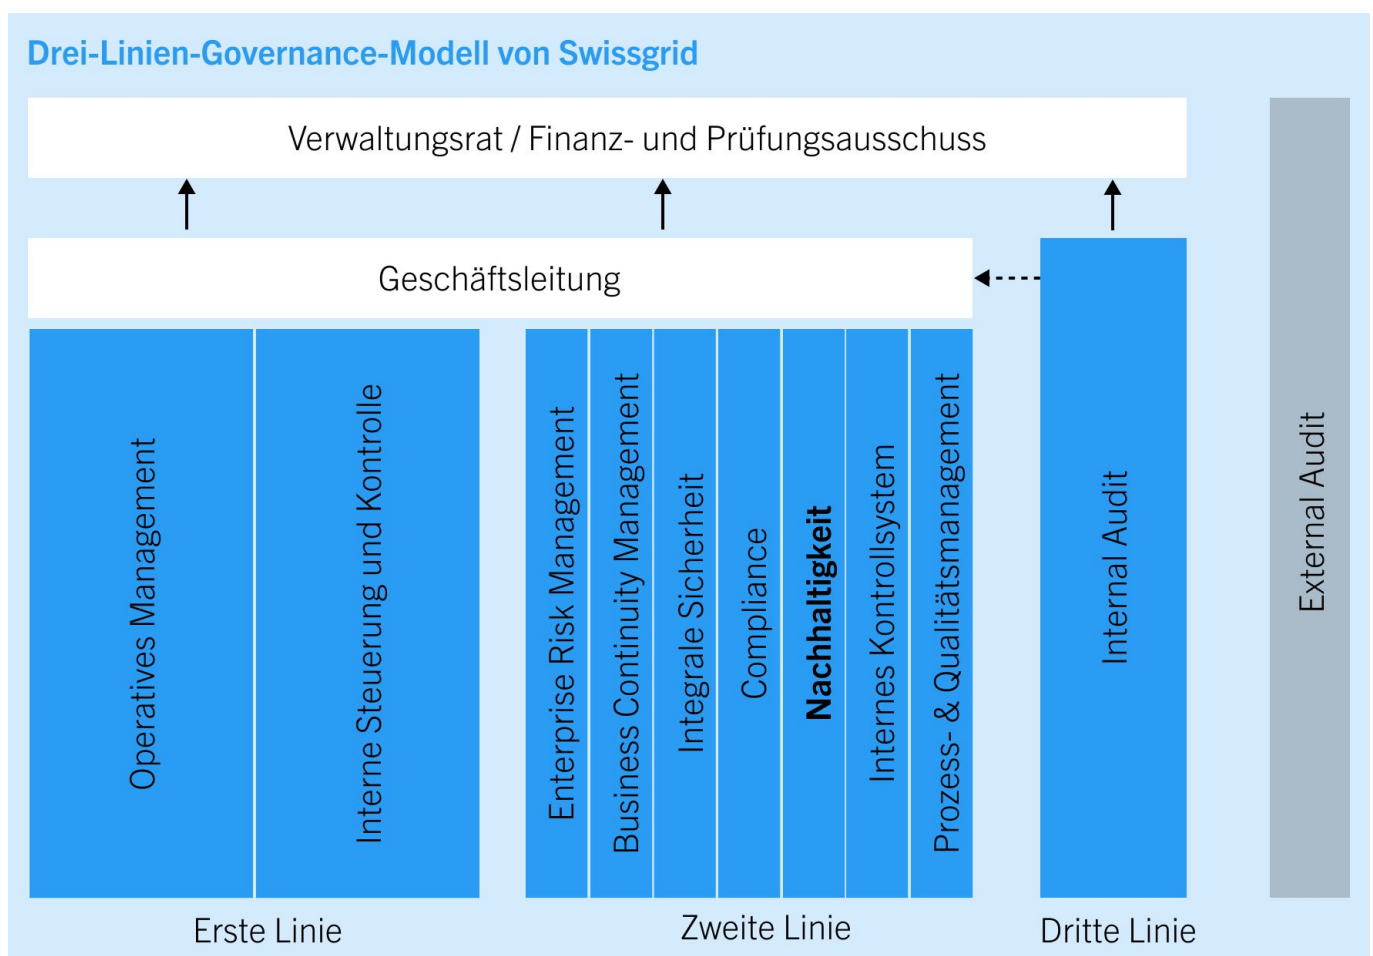 Drei-Linien-Governance-Modell von Swissgrid
Verwaltungsrat / Finanz- und Prüfungsausschuss
Geschäftsleitung
Operatives Management
Interne Steuerung und Kontrolle
Enterprise Risk Management
Business Continuity Management
Integrale Sicherheit
Compliance
Nachhaltigkeit
Internes Kontrollsystem
Prozess- & Qualitätsmanagement
Internal Audit
External Audit
Erste Linie
Zweite Linie
Dritte Linie